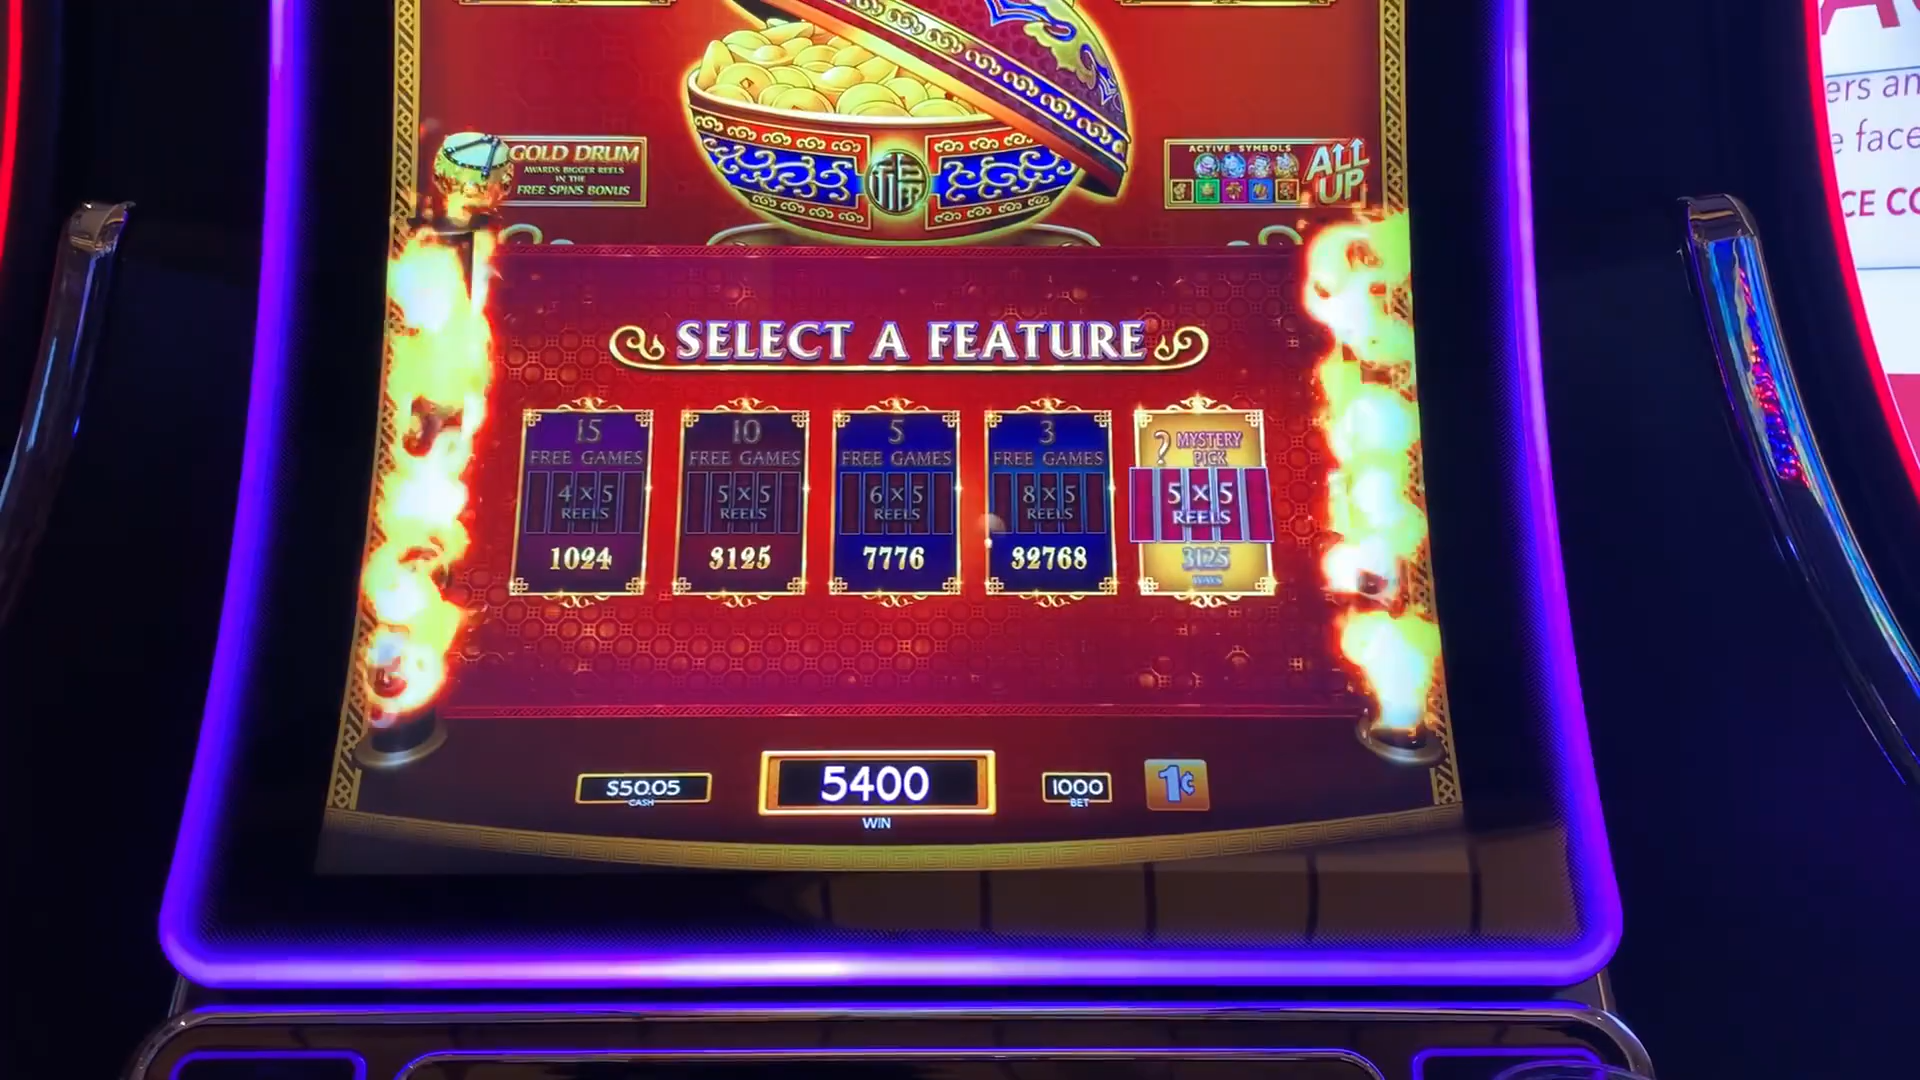 GOLD DRUM
AWARDS BIGGER REELS
IN THE
FREE SPINS BONUS
ACTIVE SYMBOLS
ALL
UP
ers an
e face
CE CO
SELECT A FEATURE
15
FREE GAMES
4 X 5
REELS
1024
10
FREE GAMES
5 X 5
REELS
3125
5
FREE GAMES
6 X 5
REELS
7776
3
FREE GAMES
8 X 5
REELS
32768
? MYSTERY
PICK
5 X 5
REELS
3125
WAYS
$50.05
CASH
5400
WIN
1000
BET
1¢